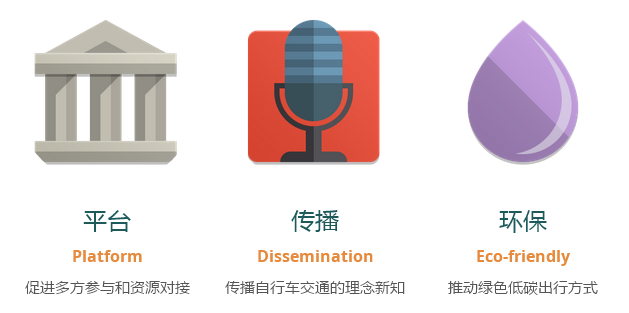 平台
Platform
促进多方参与和资源对接
传播
Dissemination
传播自行车交通的理念新知
环保
Eco-friendly
推动绿色低碳出行方式